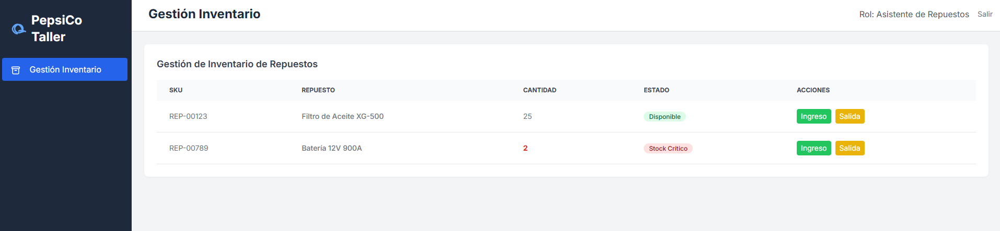 PepsiCo
Taller
Gestión Inventario
Gestión Inventario
Rol: Asistente de Repuestos Salir
Gestión de Inventario de Repuestos
SKU REPUESTO CANTIDAD ESTADO ACCIONES
REP-00123 Filtro de Aceite XG-500 25 Disponible Ingreso Salida
REP-00789 Batería 12V 900A 2 Stock Crítico Ingreso Salida